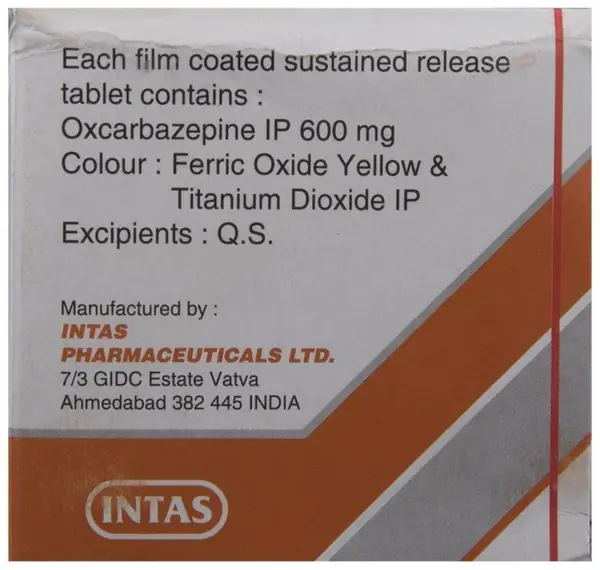 Each film coated sustained release
tablet contains :
Oxcarbazepine IP 600 mg
Colour : Ferric Oxide Yellow &
Titanium Dioxide IP
Excipients : Q.S.
Manufactured by :
INTAS
PHARMACEUTICALS LTD.
7/3 GIDC Estate Vatva
Ahmedabad 382 445 INDIA
INTAS